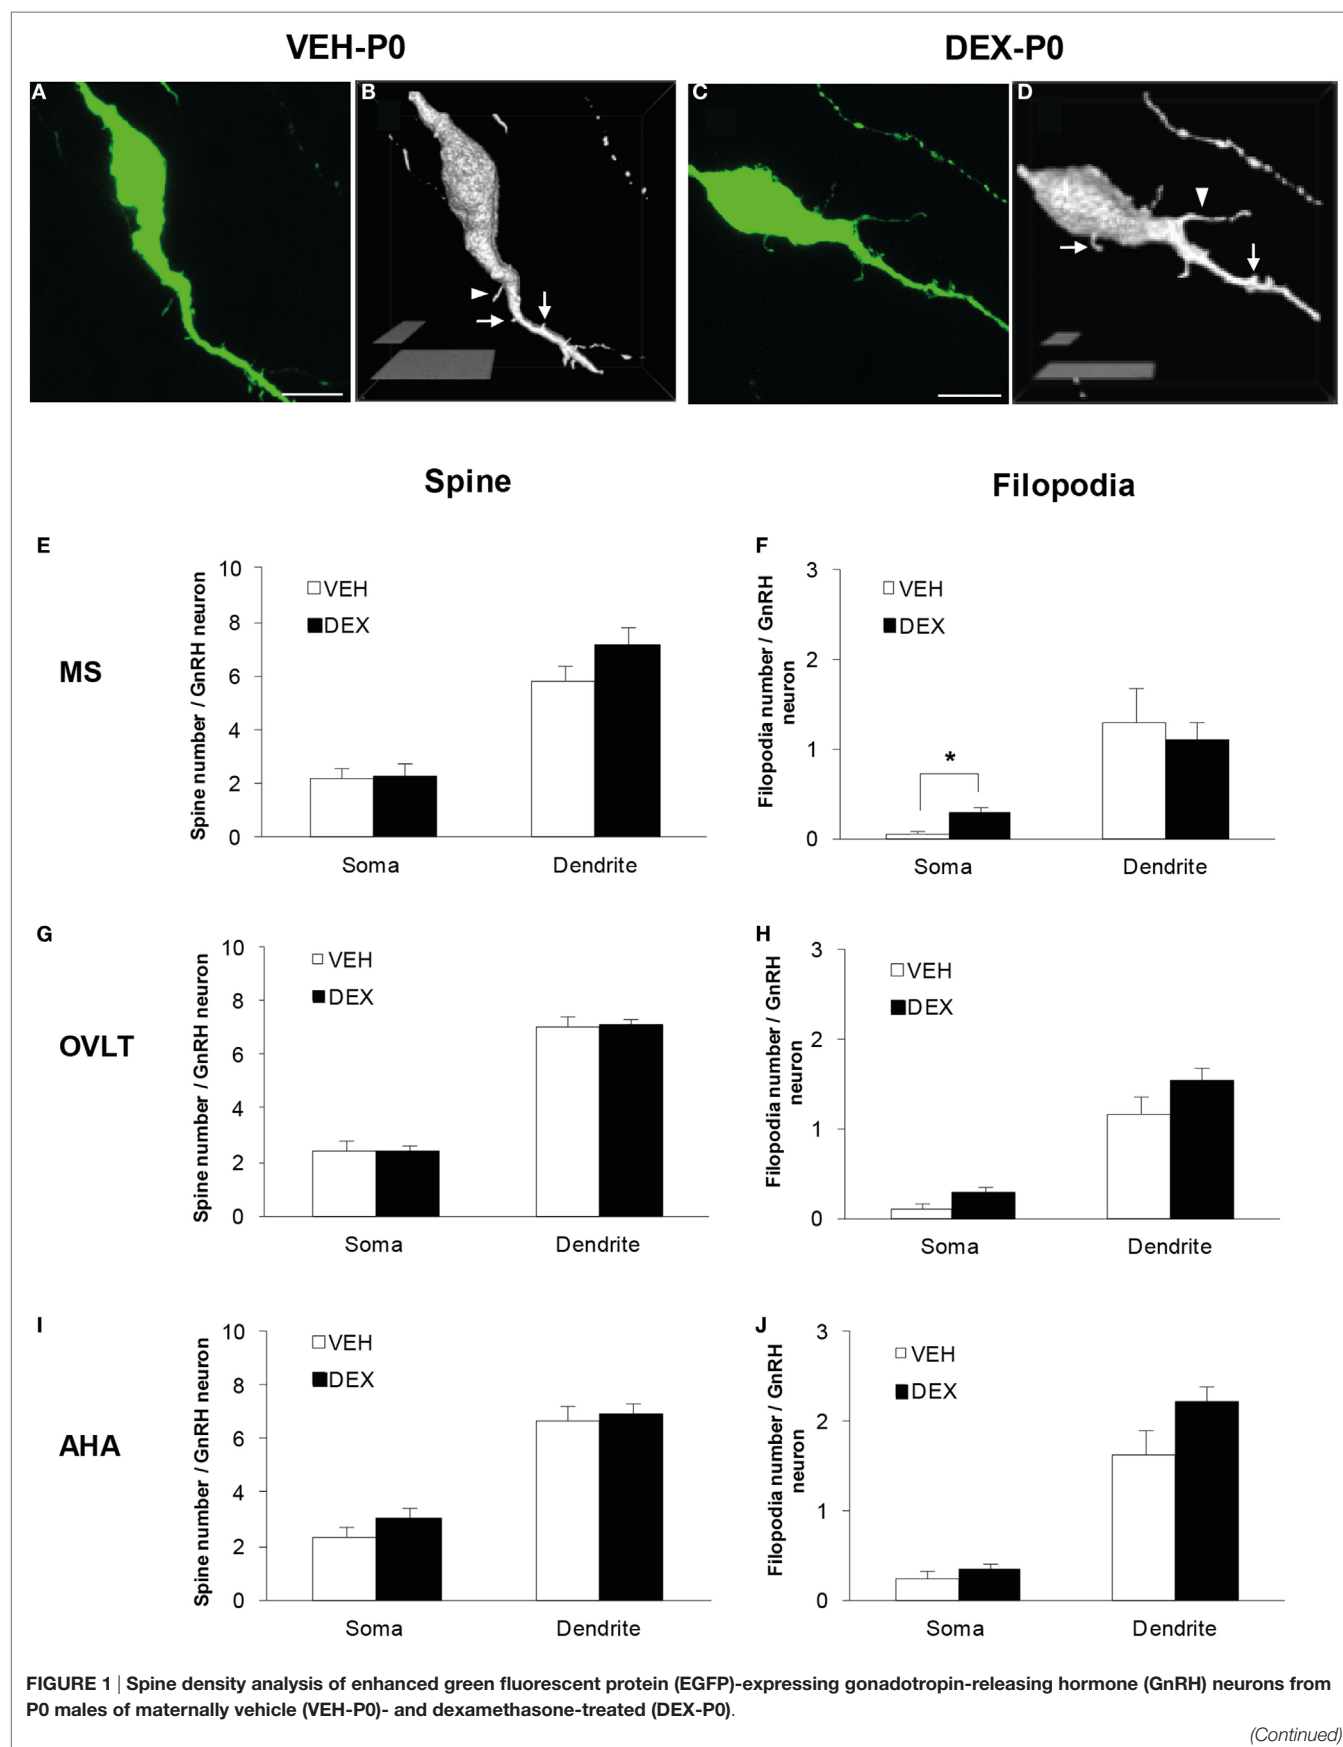 VEH-P0
DEX-P0
A
B
C
D
Spine
Filopodia
E
F
MS
Spine number / GnRH neuron
10
8
6
4
2
0
VEH
DEX
Soma
Dendrite
Filopodia number / GnRH
neuron
3
2
1
0
VEH
DEX
*
Soma
Dendrite
G
H
OVLT
Spine number / GnRH neuron
10
8
6
4
2
0
VEH
DEX
Soma
Dendrite
Filopodia number / GnRH
neuron
3
2
1
0
VEH
DEX
Soma
Dendrite
I
J
AHA
Spine number / GnRH neuron
10
8
6
4
2
0
VEH
DEX
Soma
Dendrite
Filopodia number / GnRH
neuron
3
2
1
0
VEH
DEX
Soma
Dendrite
FIGURE 1 | Spine density analysis of enhanced green fluorescent protein (EGFP)-expressing gonadotropin-releasing hormone (GnRH) neurons from
P0 males of maternally vehicle (VEH-P0)- and dexamethasone-treated (DEX-P0).
(Continued)